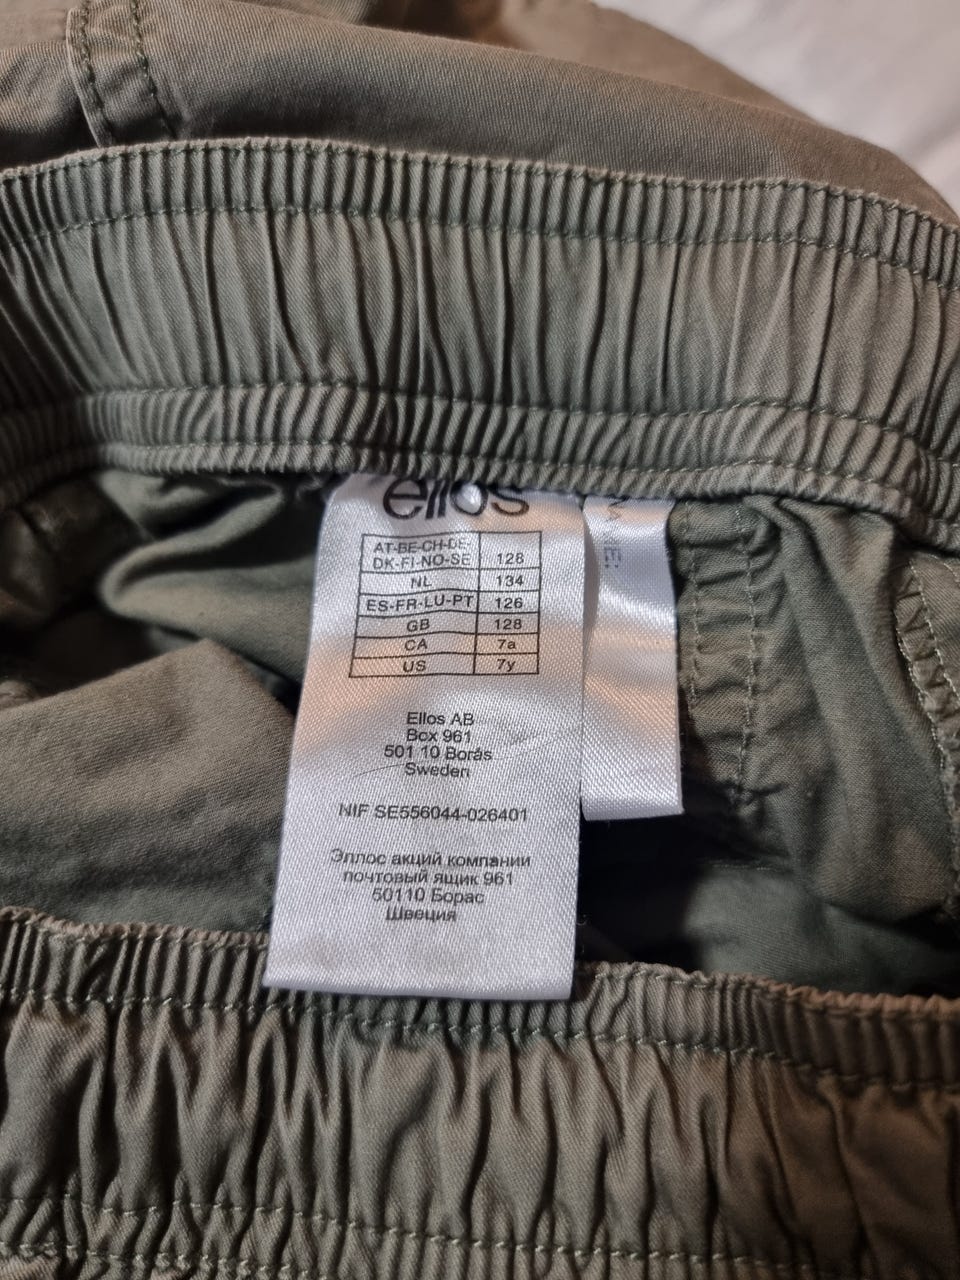 ellos
AT-BE-CH-DE-
DK-FI-NO-SE 128
NL 134
ES-FR-LU-PT 126
GB 128
CA 7a
US 7y
Ellos AB
Box 961
501 10 Borås
Sweden
NIF SE556044-026401
Эллос акций компании
почтовый ящик 961
50110 Борас
Швеция